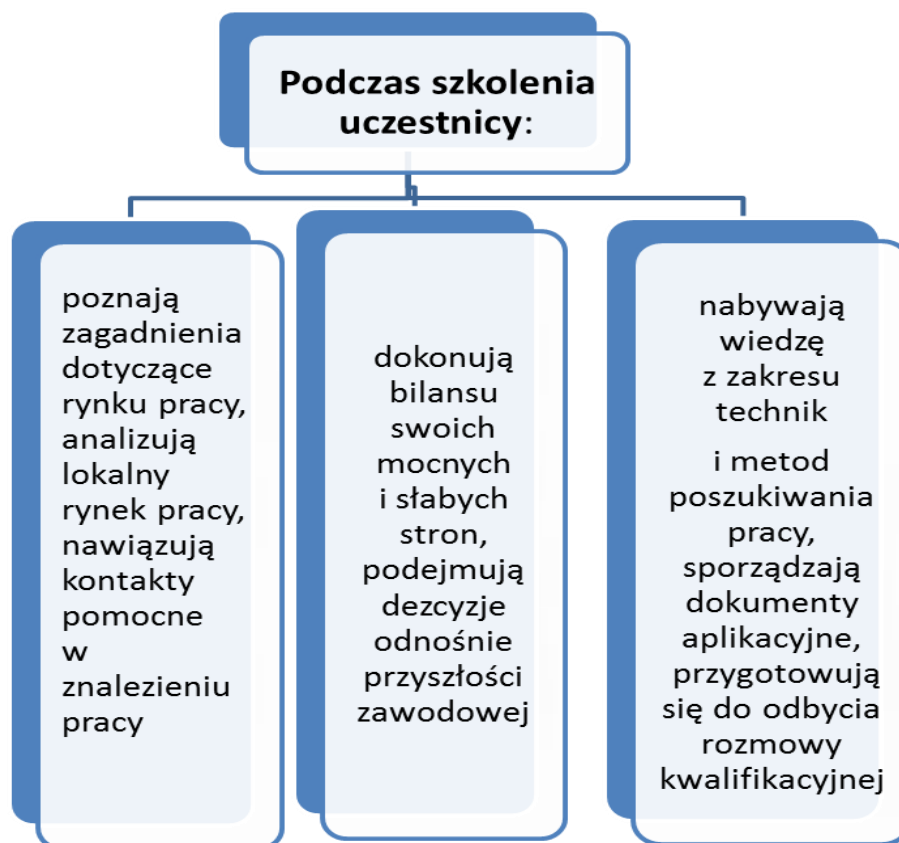 Podczas szkolenia
uczestnicy:
poznają
zagadnienia
dotyczące
rynku pracy,
analizują
lokalny
rynek pracy,
nawiązują
kontakty
pomocne
w
znalezieniu
pracy
dokonują
bilansu
swoich
mocnych
i słabych
stron,
podejmują
dezcyzje
odnośnie
przyszłości
zawodowej
nabywają
wiedzę
z zakresu
technik
i metod
poszukiwania
pracy,
sporządzają
dokumenty
aplikacyjne,
przygotowują
się do odbycia
rozmowy
kwalifikacyjnej